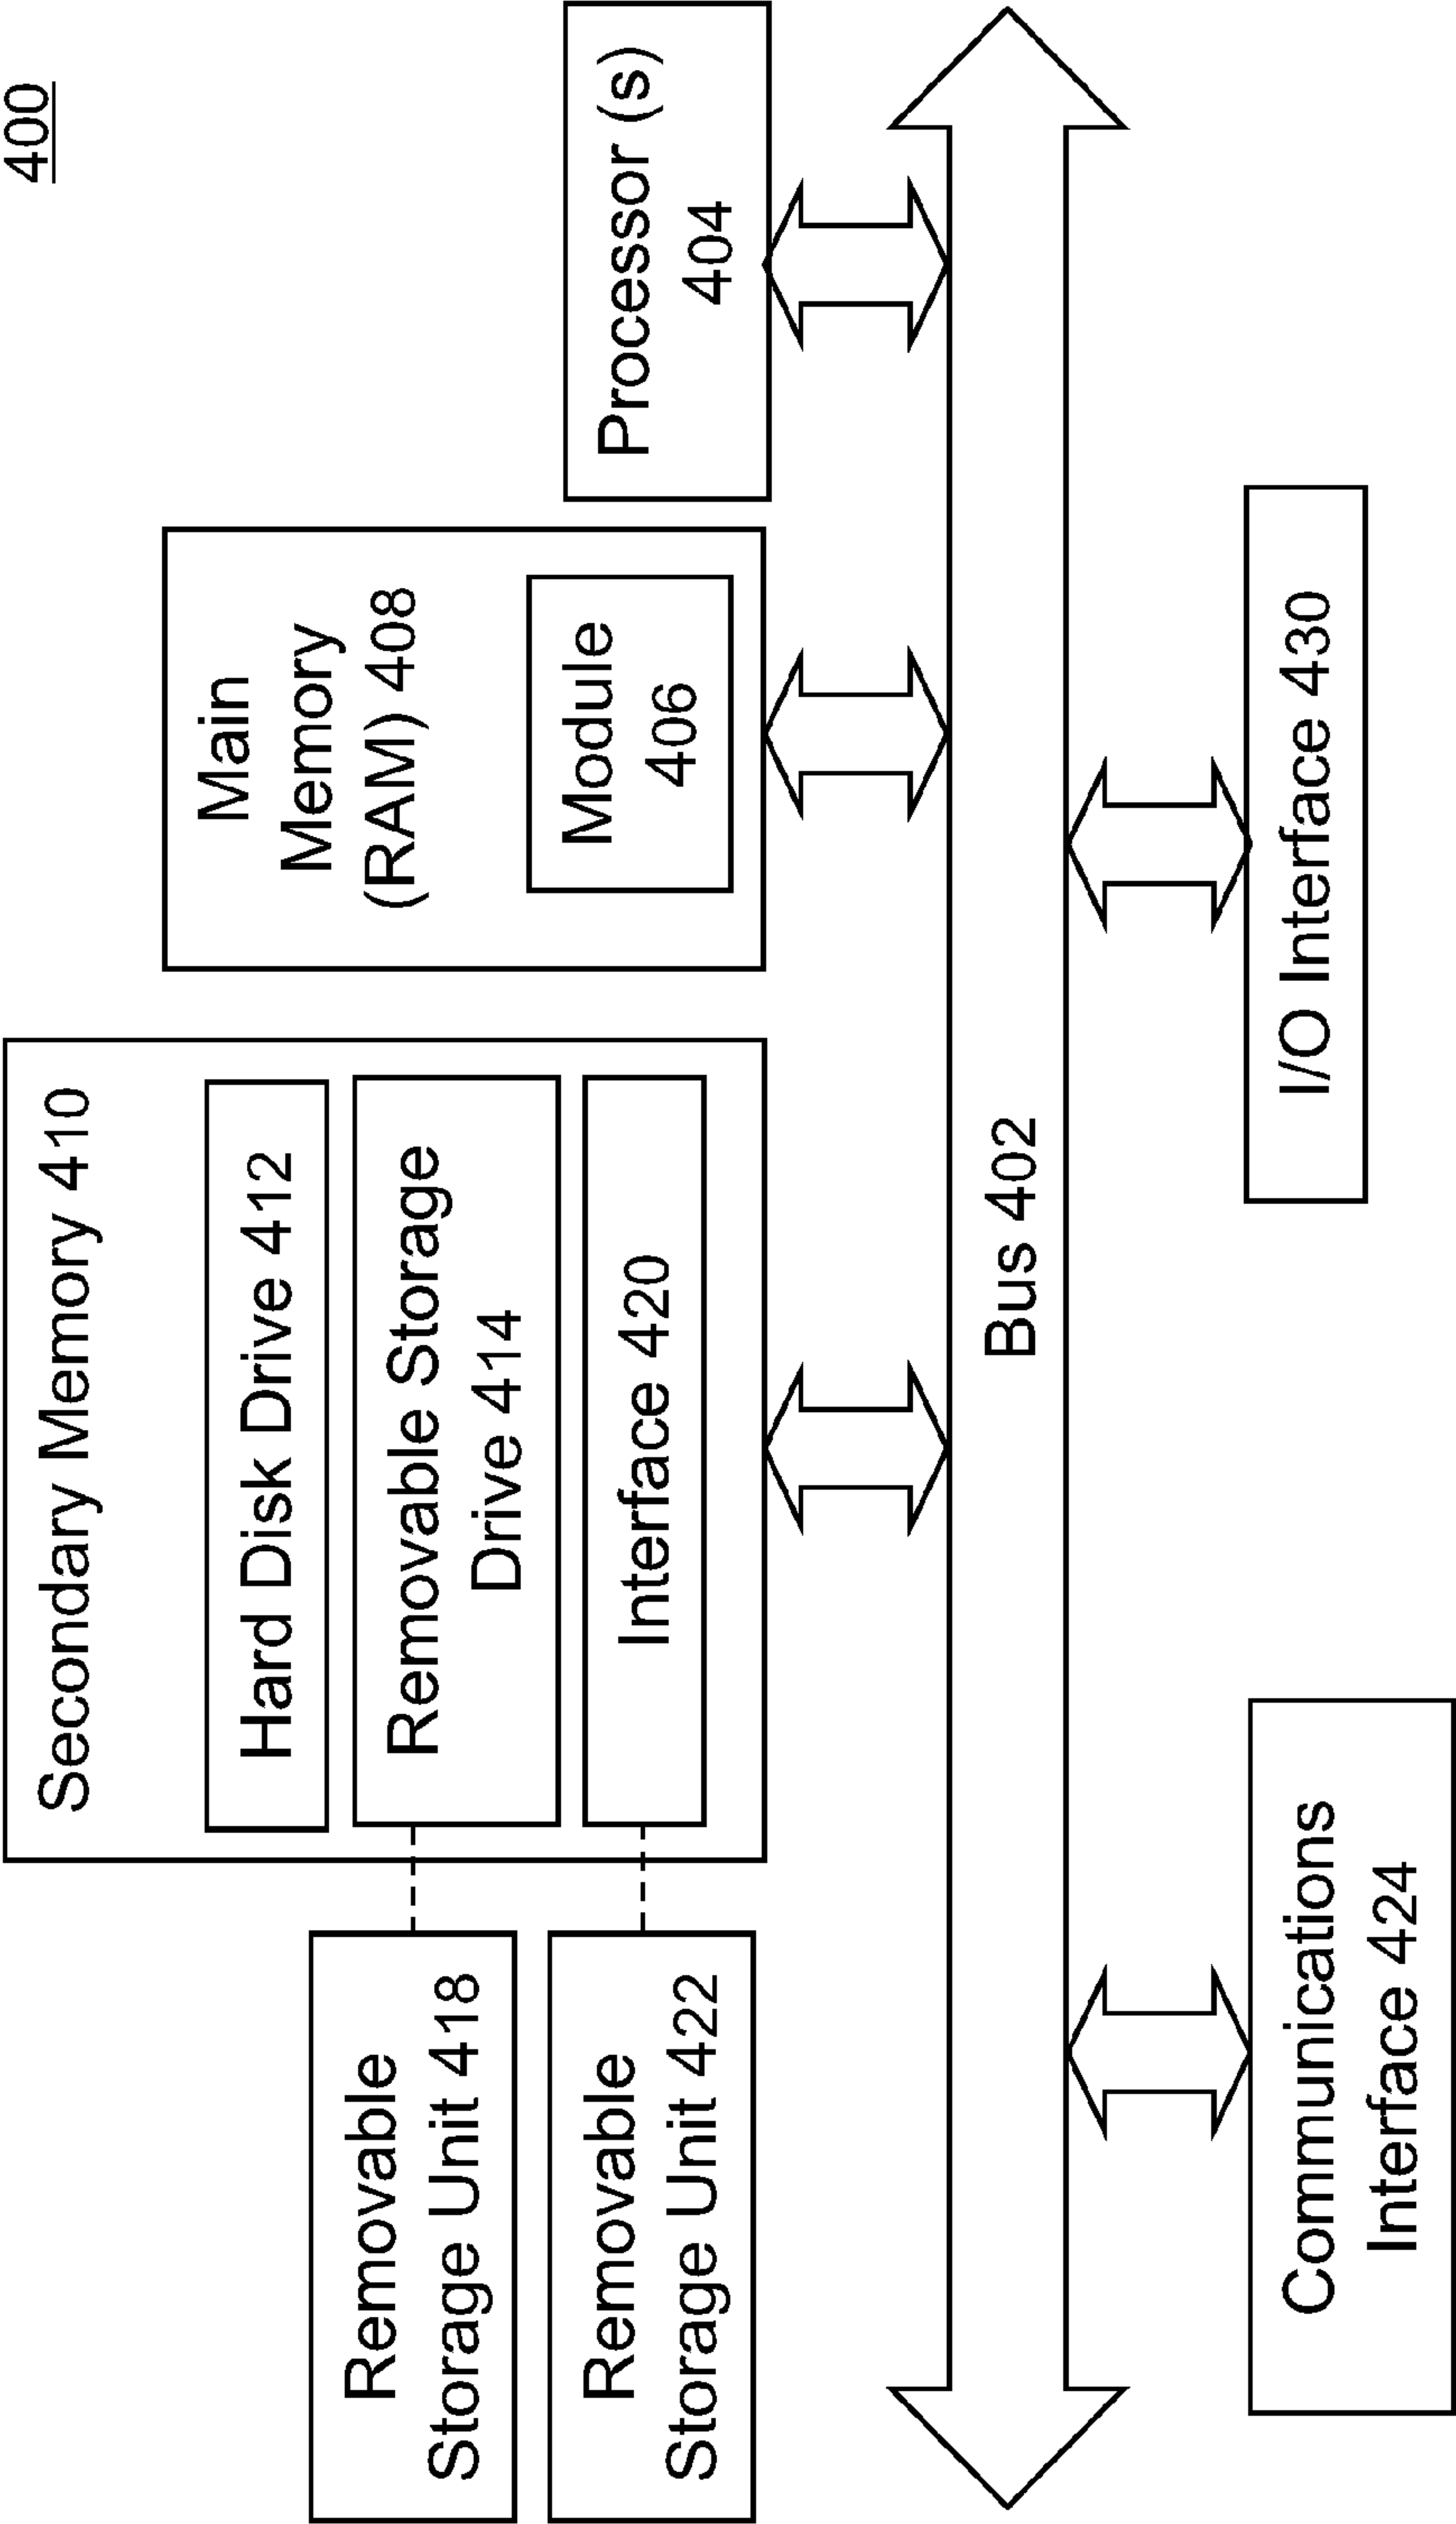 400
Secondary Memory 410
Hard Disk Drive 412
Removable Storage
Drive 414
Interface 420
Removable
Storage Unit 418
Removable
Storage Unit 422
Main
Memory
(RAM) 408
Module
406
Processor (s)
404
Bus 402
Communications
Interface 424
I/O Interface 430